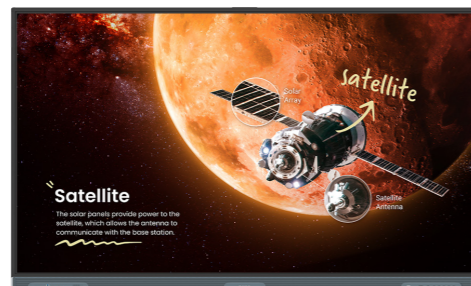 satellite
Solar
Array
Satellite
Antenna
Satellite
The solar panels provide power to the
satellite, which allows the antenna to
communicate with the base station.